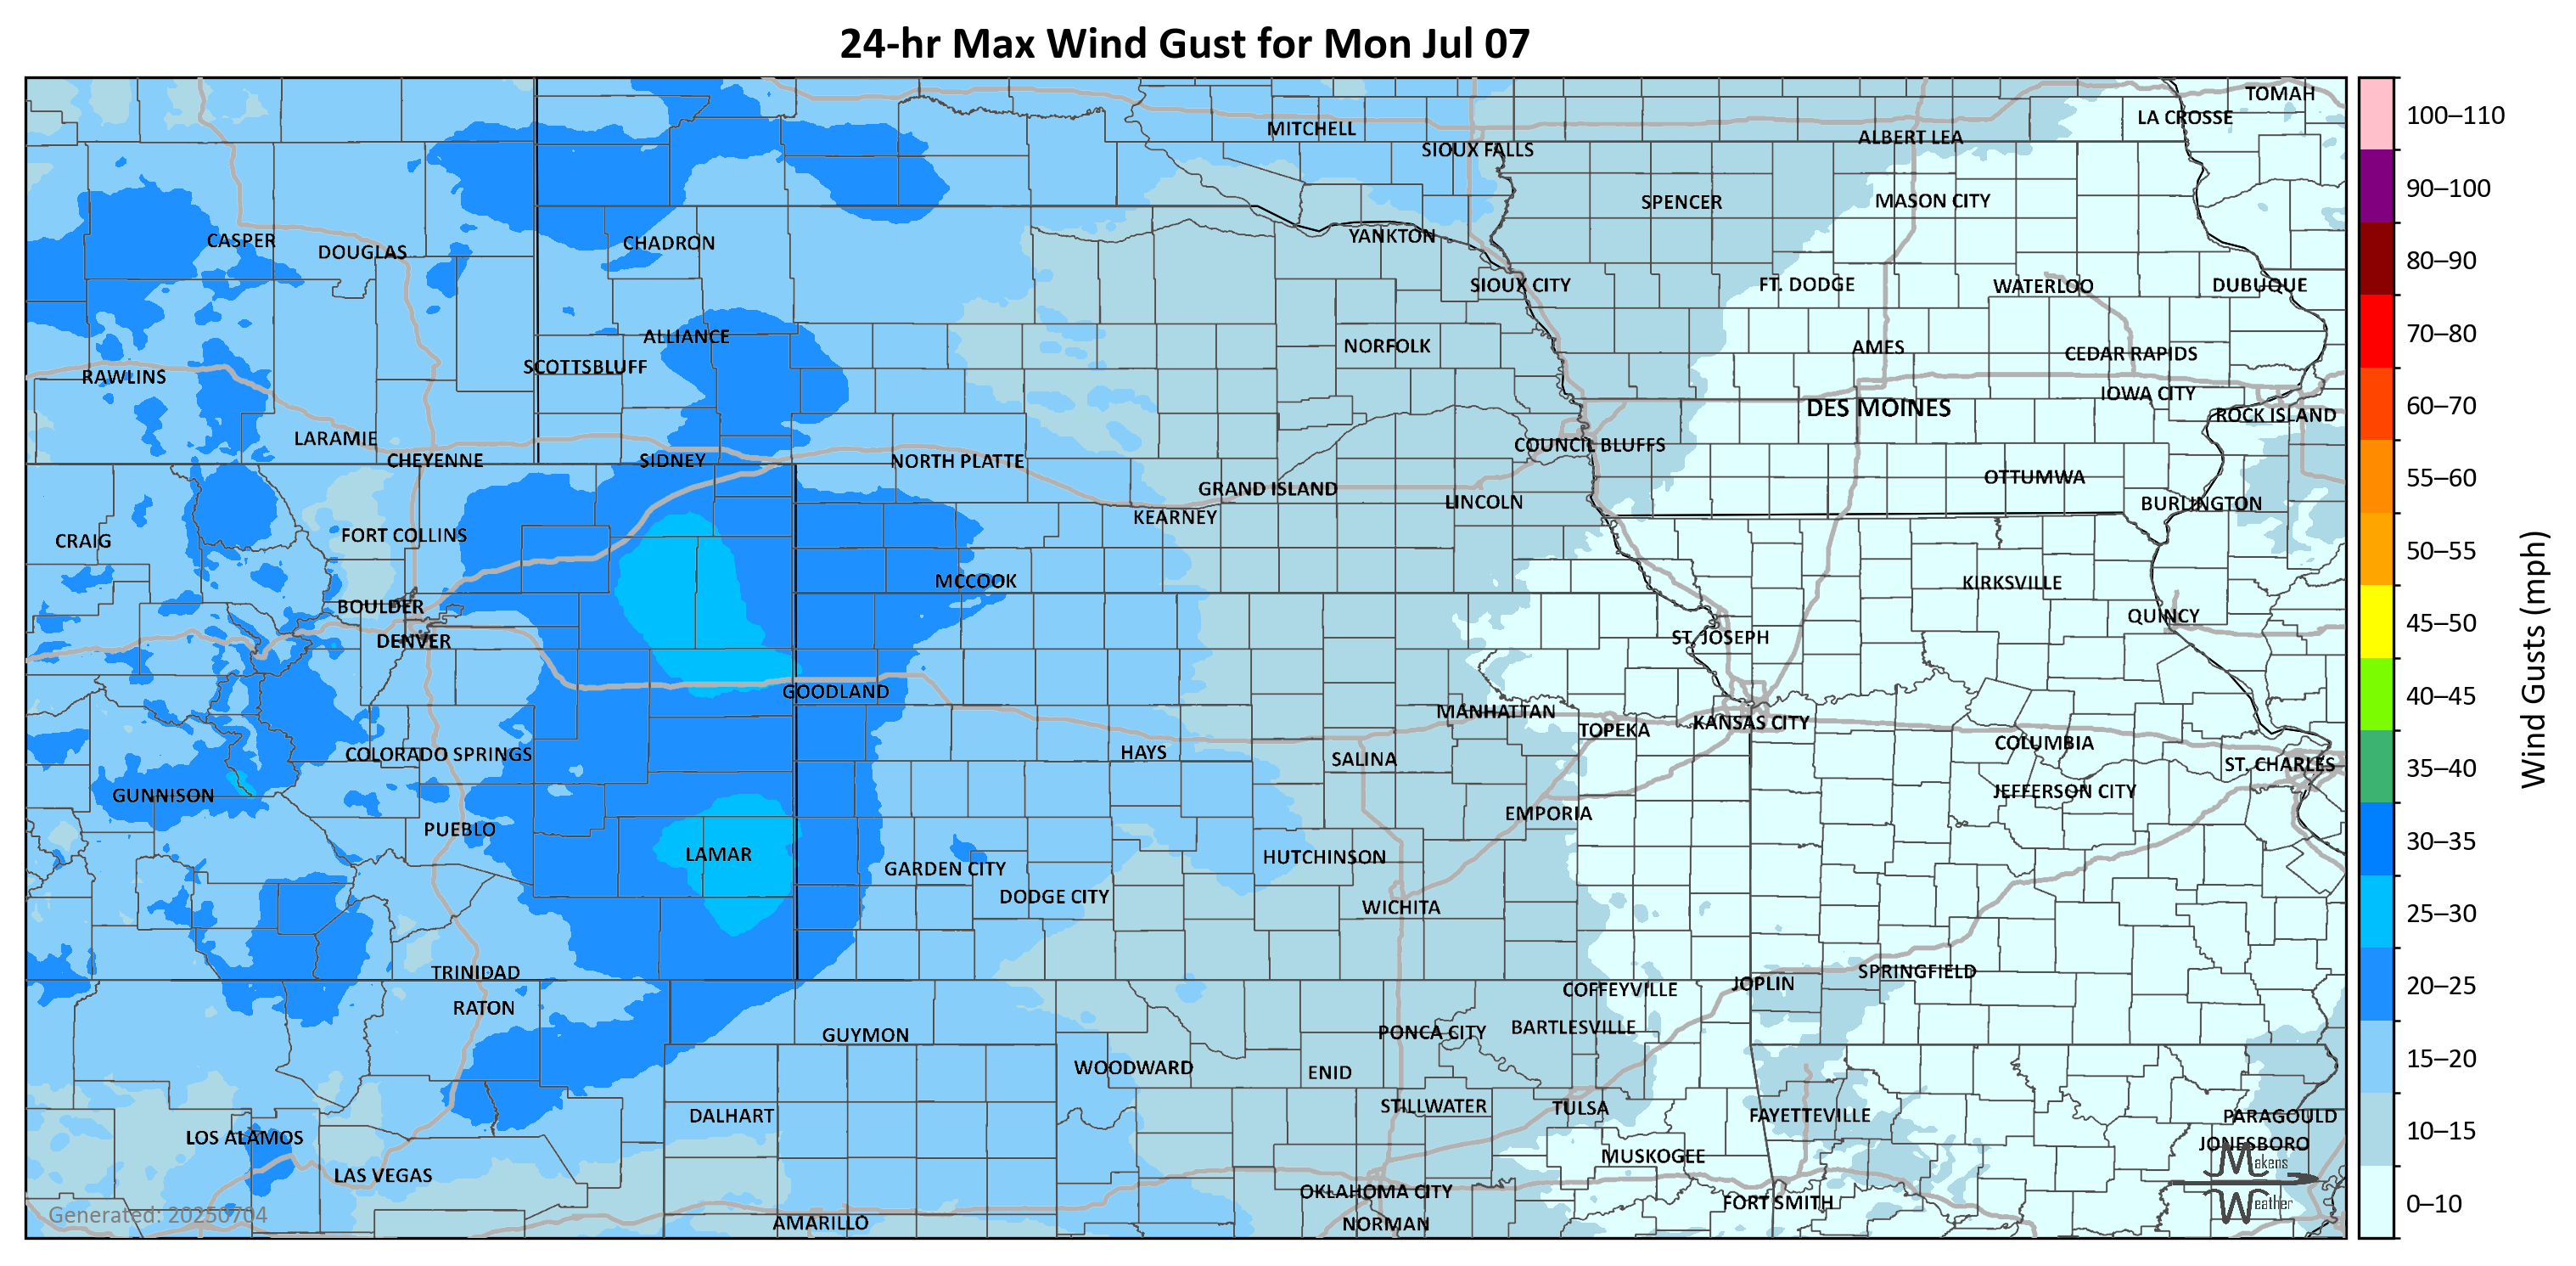 24-hr Max Wind Gust for Mon Jul 07
TOMAH
LA CROSSE
MITCHELL
ALBERT LEA
SIOUX FALLS
SPENCER
MASON CITY
CASPER
DOUGLAS
CHADRON
YANKTON
SIOUX CITY
FT. DODGE
WATERLOO
DUBUQUE
ALLIANCE
NORFOLK
AMES
CEDAR RAPIDS
SCOTTSBLUFF
RAWLINS
IOWA CITY
DES MOINES
ROCK ISLAND
LARAMIE
COUNCIL BLUFFS
CHEYENNE
SIDNEY
NORTH PLATTE
OTTUMWA
GRAND ISLAND
LINCOLN
BURLINGTON
KEARNEY
CRAIG
FORT COLLINS
MCCOOK
KIRKSVILLE
BOULDER
QUINCY
DENVER
ST. JOSEPH
GOODLAND
MANHATTAN
KANSAS CITY
TOPEKA
COLUMBIA
COLORADO SPRINGS
HAYS
SALINA
ST. CHARLES
GUNNISON
JEFFERSON CITY
EMPORIA
PUEBLO
LAMAR
HUTCHINSON
GARDEN CITY
DODGE CITY
WICHITA
TRINIDAD
SPRINGFIELD
JOPLIN
COFFEYVILLE
RATON
GUYMON
PONCA CITY
BARTLESVILLE
WOODWARD
ENID
DALHART
STILLWATER
TULSA
FAYETTEVILLE
PARAGOULD
LOS ALAMOS
JONESBORO
MUSKOGEE
LAS VEGAS
OKLAHOMA CITY
FORT SMITH
AMARILLO
NORMAN
Generated: 20250704
Makens
Weather
100–110
90–100
80–90
70–80
60–70
55–60
50–55
45–50
40–45
35–40
30–35
25–30
20–25
15–20
10–15
0–10
Wind Gusts (mph)